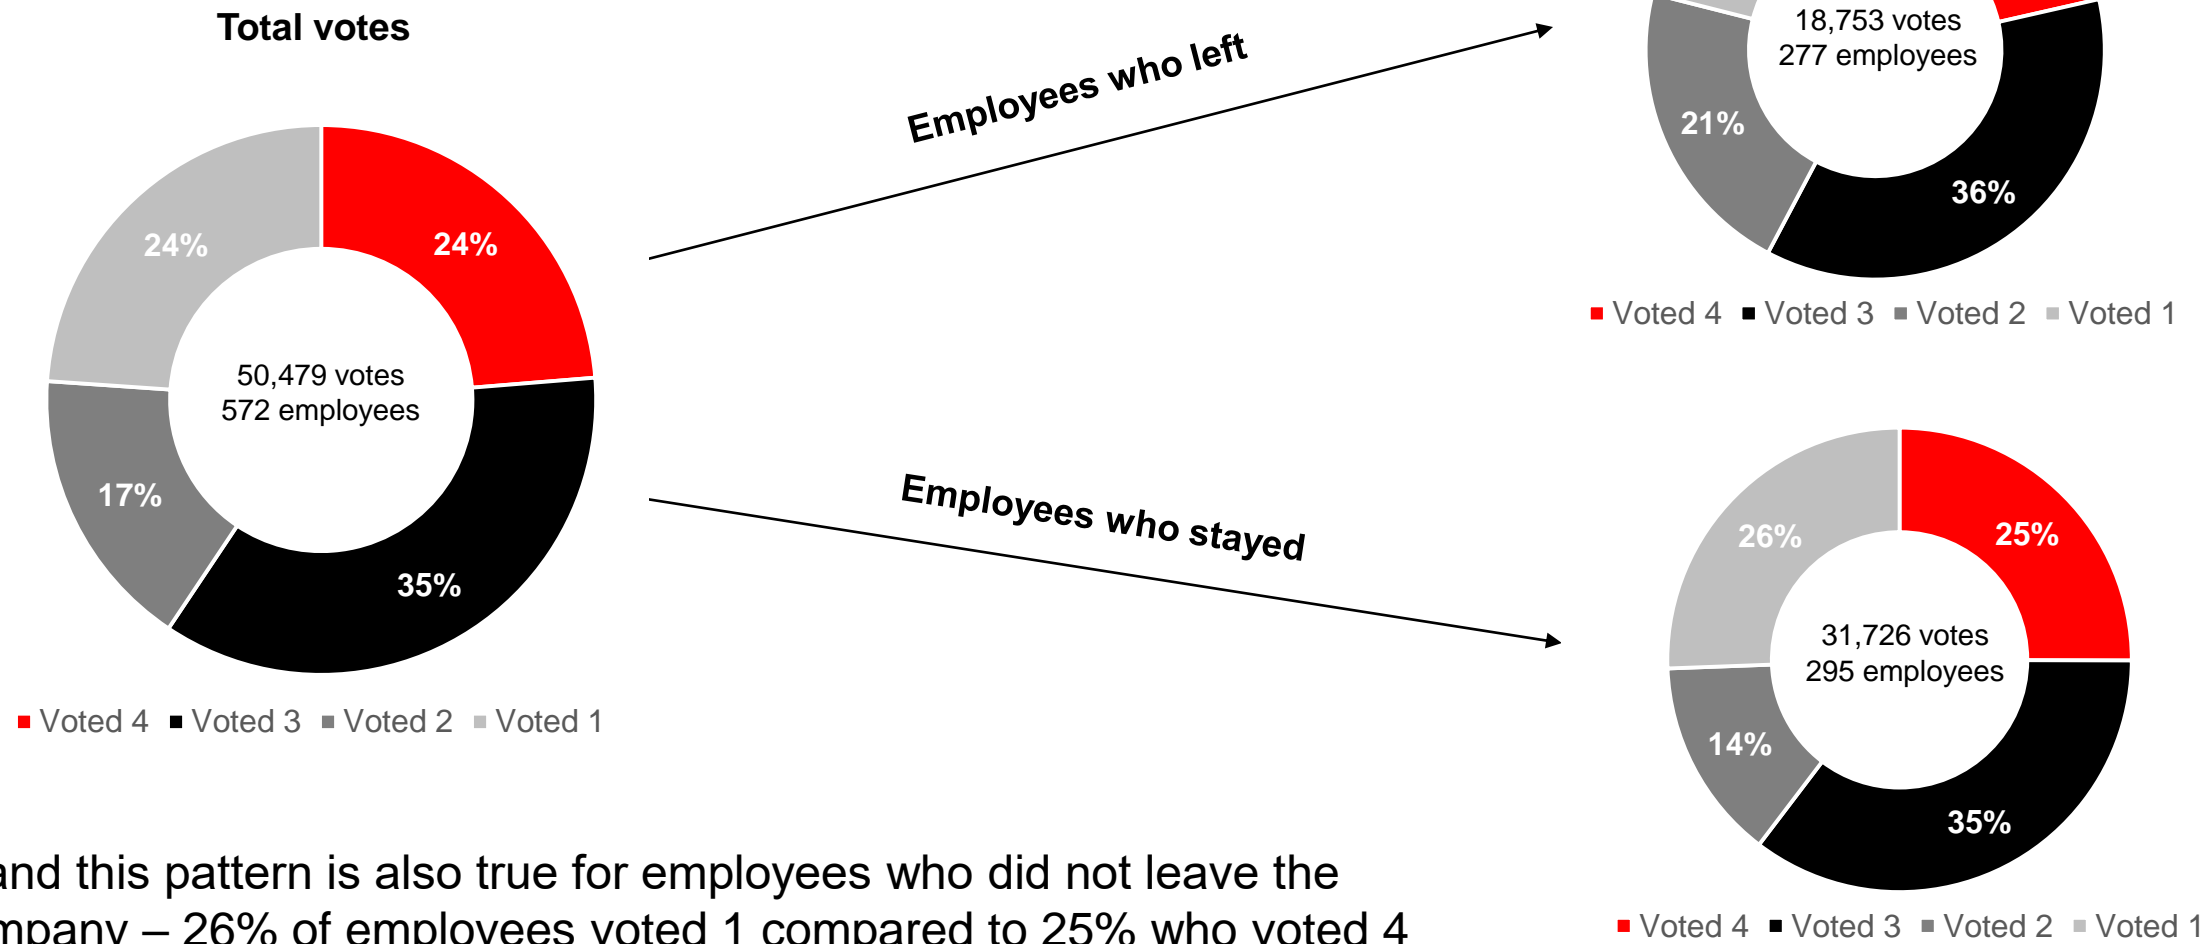 Total votes
24%
24%
50,479 votes
572 employees
17%
35%
Voted 4 Voted 3 Voted 2 Voted 1
Employees who left
Employees who stayed
18,753 votes
277 employees
21%
36%
Voted 4 Voted 3 Voted 2 Voted 1
26%
25%
31,726 votes
295 employees
14%
35%
Voted 4 Voted 3 Voted 2 Voted 1
and this pattern is also true for employees who did not leave the
mpany – 26% of employees voted 1 compared to 25% who voted 4